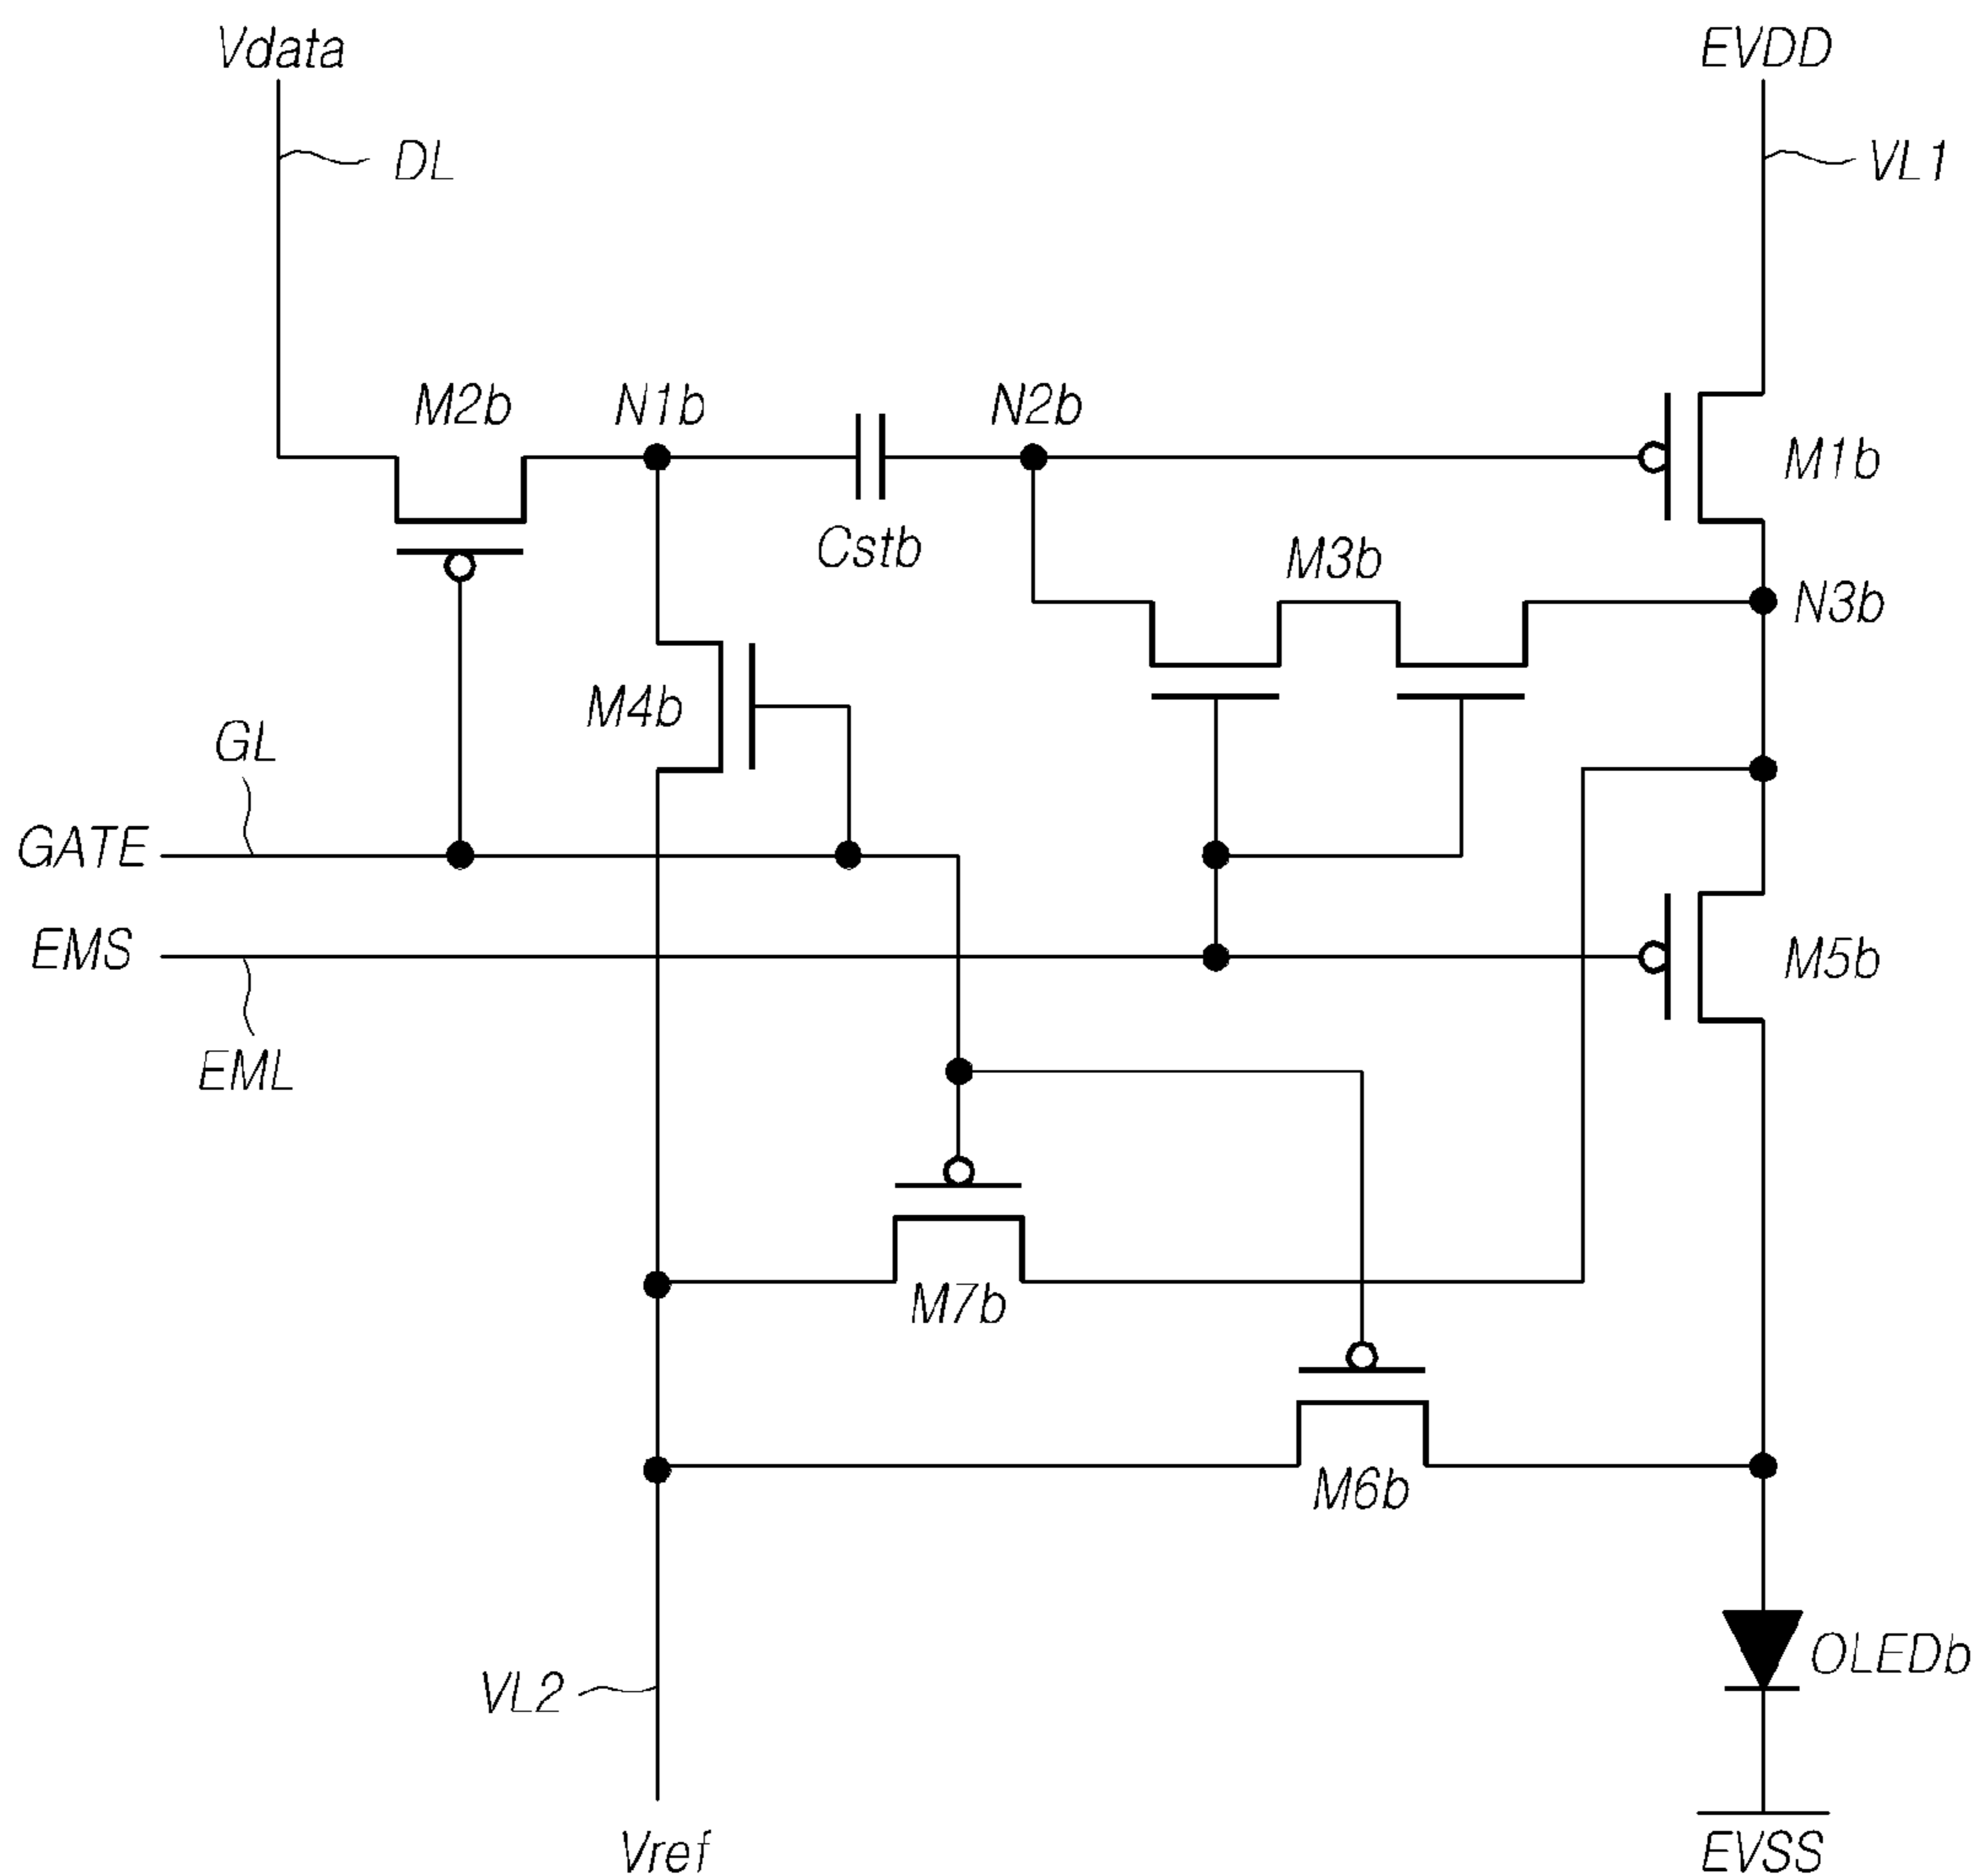 Vdata
EVDD
DL
VL1
M2b
N1b
N2b
M1b
Cstb
M3b
N3b
M4b
GL
GATE
EMS
M5b
EML
M7b
M6b
OLEDb
VL2
Vref
EVSS